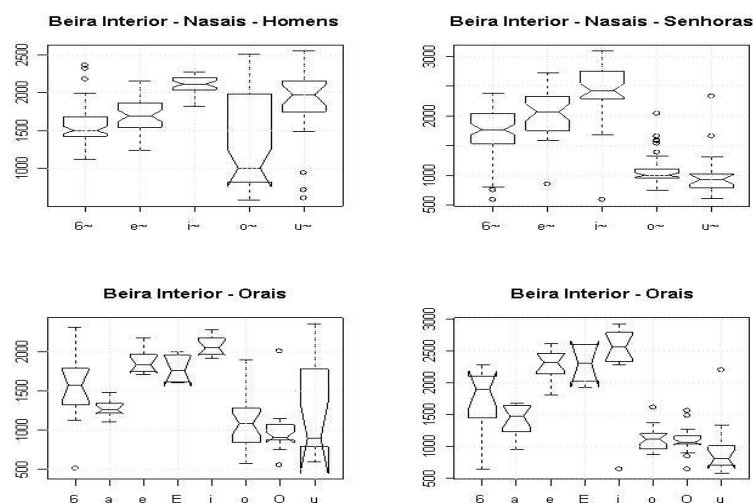 Beira Interior - Nasais - Homens
2500
2000
1500
1000
6~ e~ i~ o~ u~
Beira Interior - Nasais - Senhoras
3000
2000
1000
500
6~ e~ i~ o~ u~
Beira Interior - Orais
2000
1500
1000
500
6 a e E i o O u
Beira Interior - Orais
3000
2500
2000
1500
1000
500
6 a e E i o O u